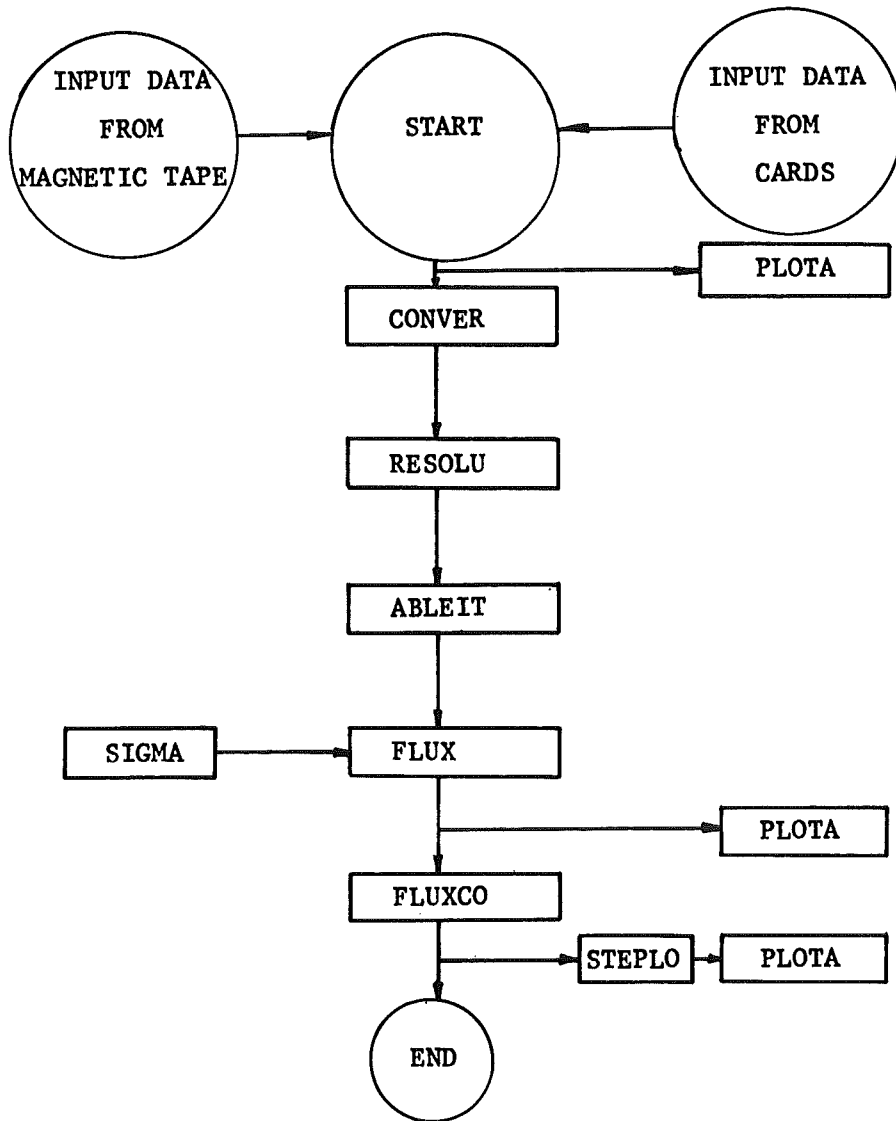 INPUT DATA
FROM
MAGNETIC TAPE
START
INPUT DATA
FROM
CARDS
PLOTA
CONVER
RESOLU
ABLEIT
SIGMA
FLUX
PLOTA
FLUXCO
STEPLO
PLOTA
END